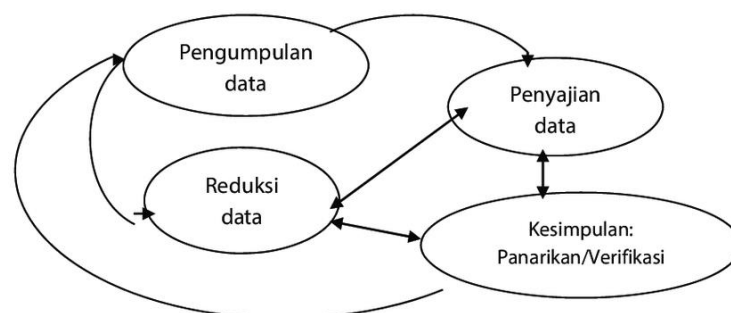 Pengumpulan
data
Penyajian
data
Reduksi
data
Kesimpulan:
Panarikan/Verifikasi